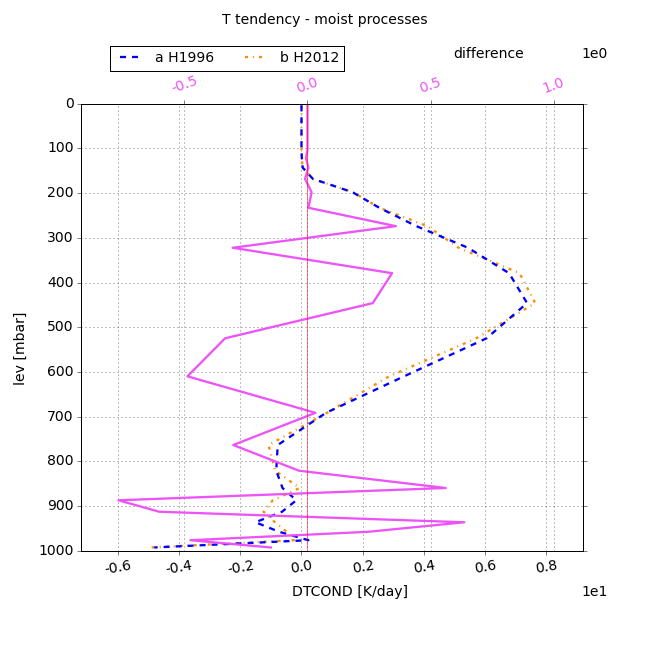 T tendency - moist processes
a H1996 b H2012 difference 1e0
-0.5 0.0 0.5 1.0
0
100
200
300
400
500
600
700
800
900
1000
lev [mbar]
-0.6 -0.4 -0.2 0.0 0.2 0.4 0.6 0.8
DTCOND [K/day] 1e1